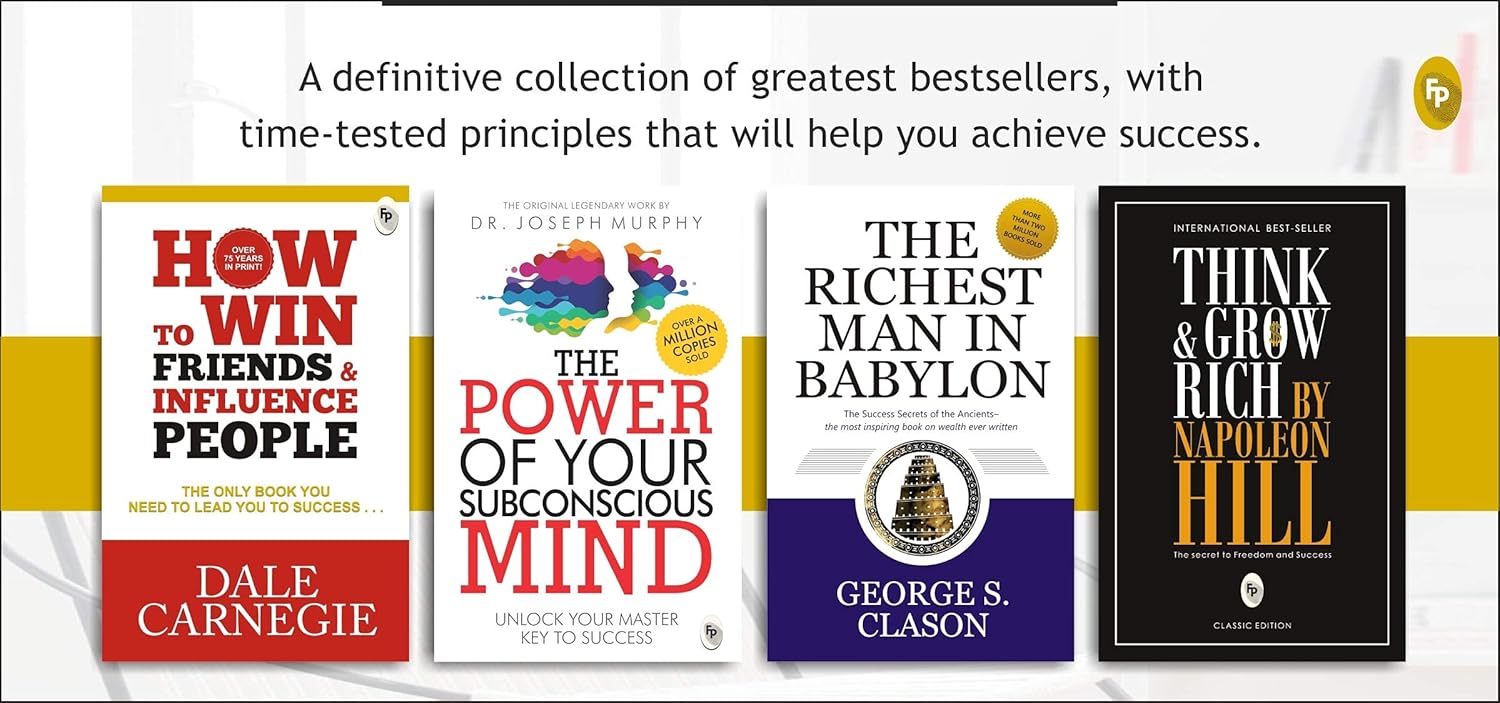 A definitive collection of greatest bestsellers, with
time-tested principles that will help you achieve success.
FP
FP
HOW
OVER
75 YEARS
IN PRINT!
TO WIN
FRIENDS &
INFLUENCE
PEOPLE
THE ONLY BOOK YOU
NEED TO LEAD YOU TO SUCCESS . . .
DALE
CARNEGIE
THE ORIGINAL LEGENDARY WORK BY
DR. JOSEPH MURPHY
OVER A
MILLION
COPIES
SOLD
THE
POWER
OF YOUR
SUBCONSCIOUS
MIND
UNLOCK YOUR MASTER
KEY TO SUCCESS
FP
MORE
THAN TWO
MILLION
BOOKS SOLD
THE
RICHEST
MAN IN
BABYLON
The Success Secrets of the Ancients–
the most inspiring book on wealth ever written
GEORGE S.
CLASON
INTERNATIONAL BEST-SELLER
THINK
& GROW
$
RICH BY
NAPOLEON
HILL
The secret to Freedom and Success
FP
CLASSIC EDITION